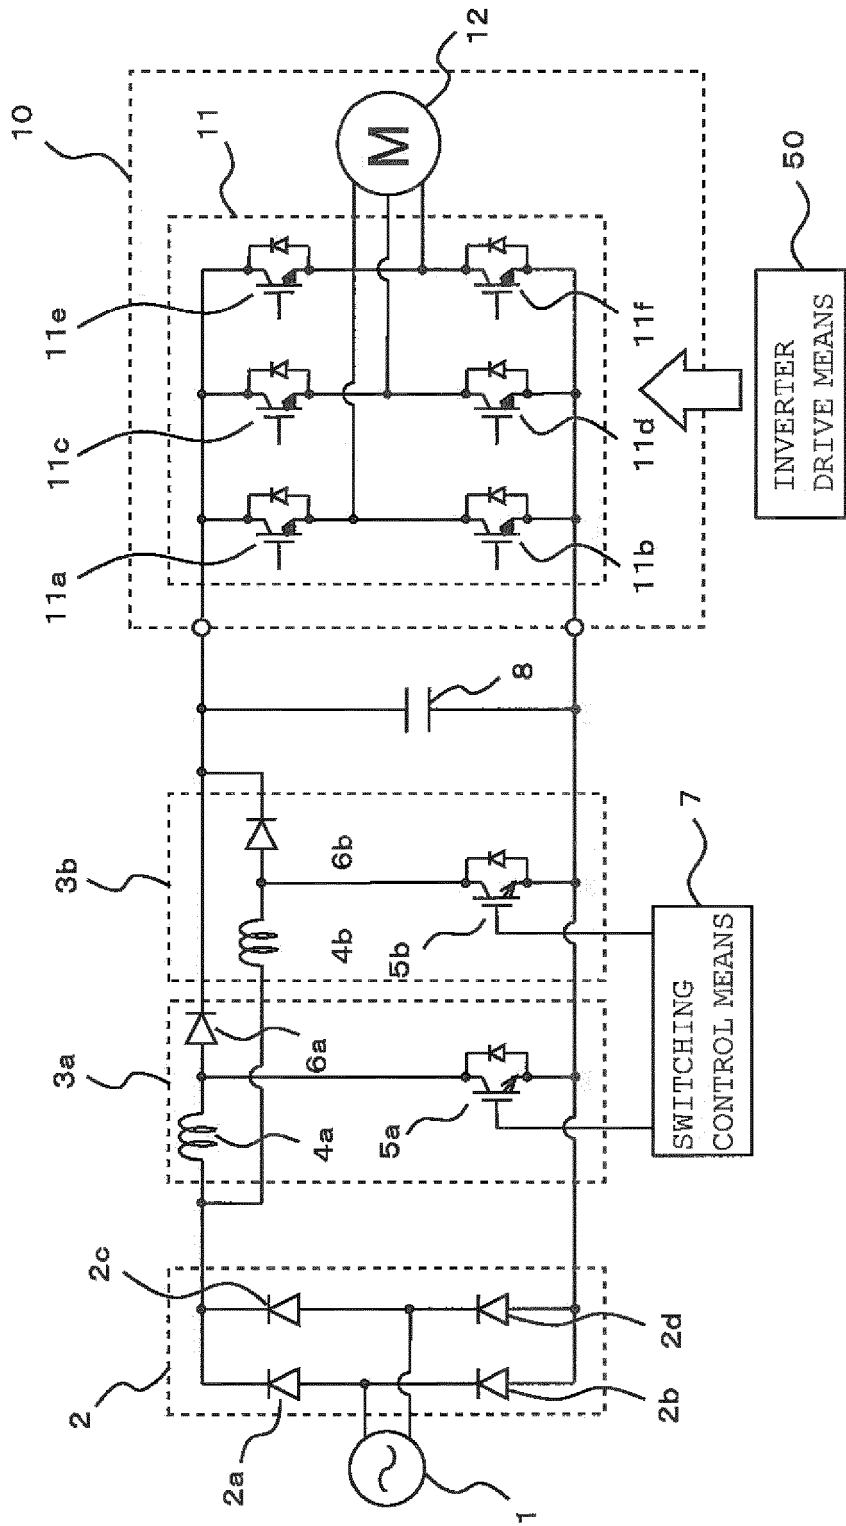 1
2
2a
2b
2c
2d
3a
4a
6a
5a
3b
4b
6b
5b
SWITCHING
CONTROL MEANS
7
8
10
11
11a
11c
11e
11b
11d
11f
M
12
INVERTER
DRIVE MEANS
50